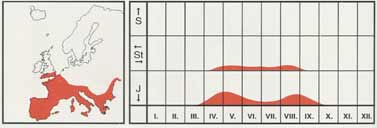 ↑ S
← St →
J ↓
I. II. III. IV. V. VI. VII. VIII. IX. X. XI. XII.